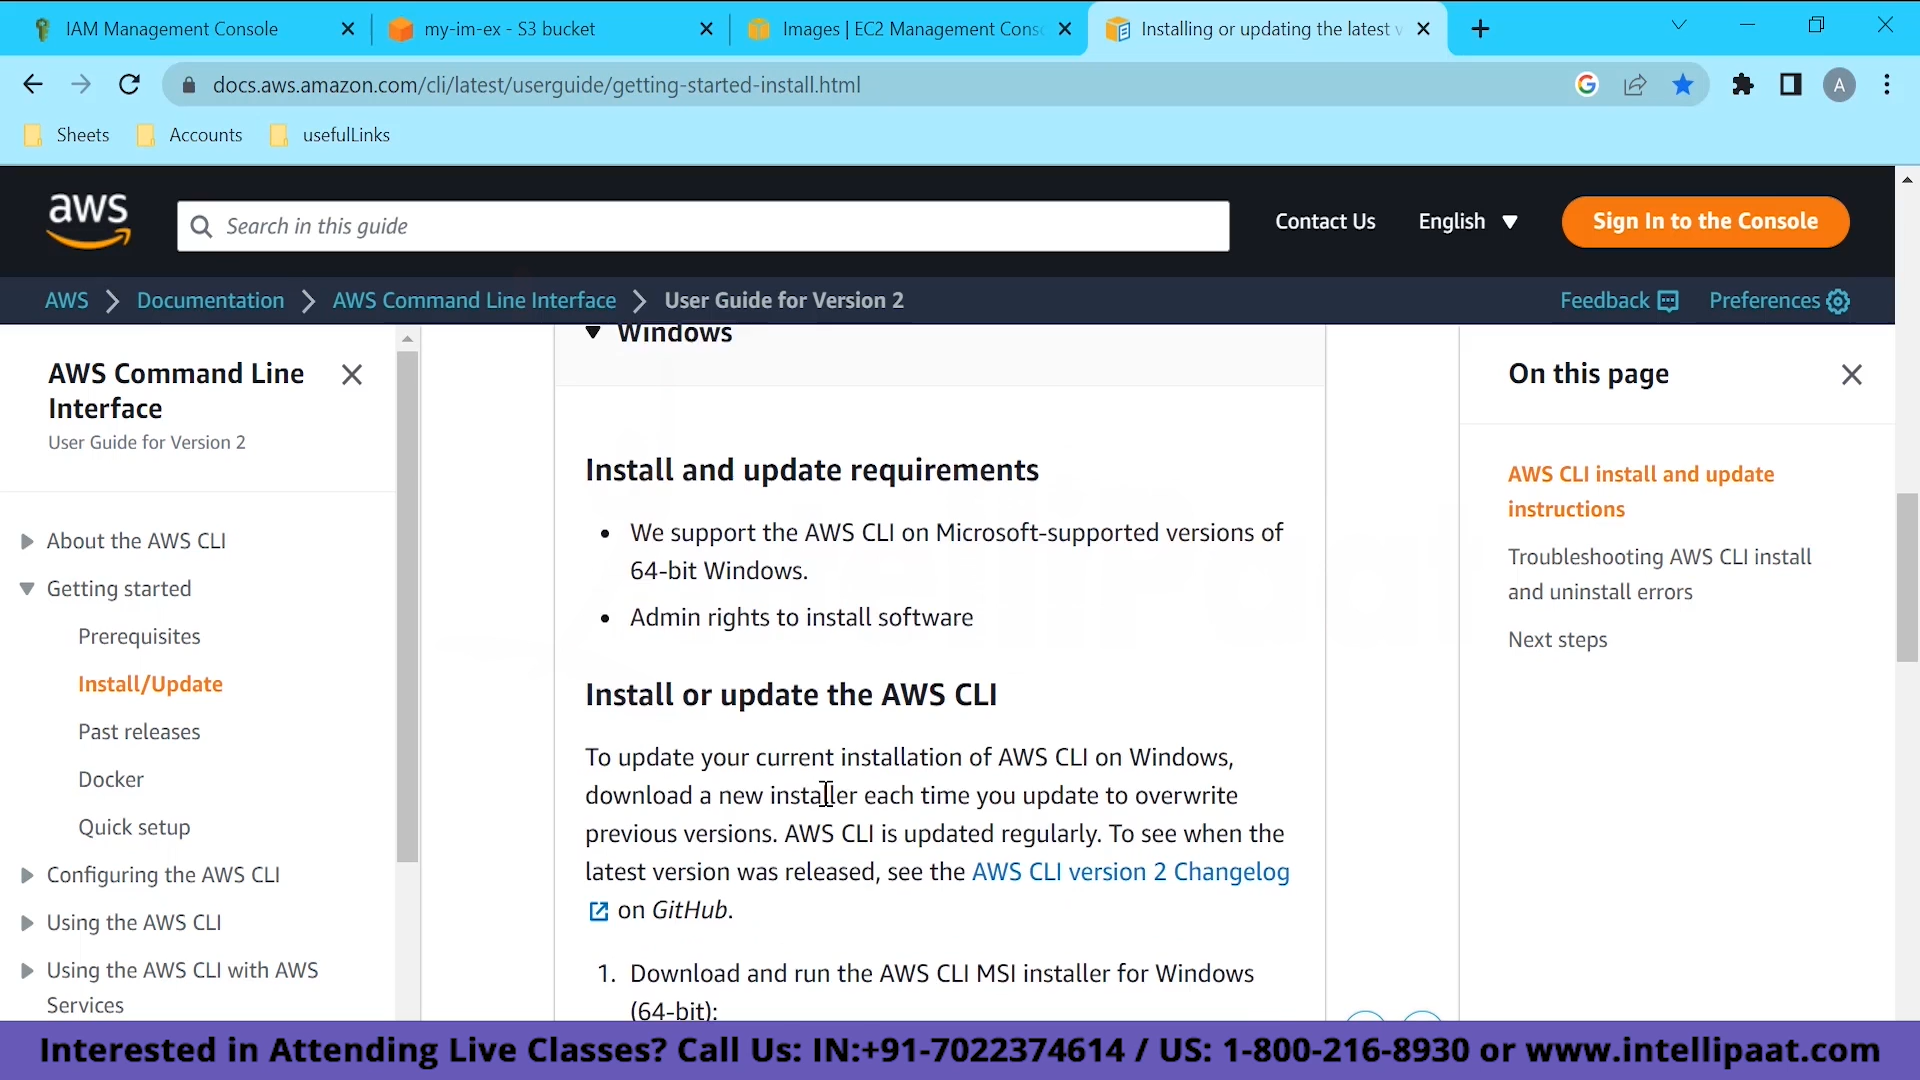 IAM Management Console
my-im-ex - S3 bucket
Images | EC2 Management Conso
Installing or updating the latest v
docs.aws.amazon.com/cli/latest/userguide/getting-started-install.html
A
Sheets
Accounts
usefulLinks
aws
Search in this guide
Contact Us
English
Sign In to the Console
AWS
Documentation
AWS Command Line Interface
User Guide for Version 2
Feedback
Preferences
AWS Command Line
Interface
User Guide for Version 2
About the AWS CLI
Getting started
Prerequisites
Install/Update
Past releases
Docker
Quick setup
Configuring the AWS CLI
Using the AWS CLI
Using the AWS CLI with AWS
Services
Windows
Install and update requirements
• We support the AWS CLI on Microsoft-supported versions of
64-bit Windows.
• Admin rights to install software
Install or update the AWS CLI
To update your current installation of AWS CLI on Windows,
download a new installer each time you update to overwrite
previous versions. AWS CLI is updated regularly. To see when the
latest version was released, see the AWS CLI version 2 Changelog
on GitHub.
1. Download and run the AWS CLI MSI installer for Windows
(64-bit):
On this page
AWS CLI install and update
instructions
Troubleshooting AWS CLI install
and uninstall errors
Next steps
Interested in Attending Live Classes? Call Us: IN:+91-7022374614 / US: 1-800-216-8930 or www.intellipaat.com